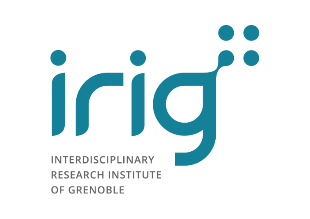 irig
INTERDISCIPLINARY
RESEARCH INSTITUTE
OF GRENOBLE